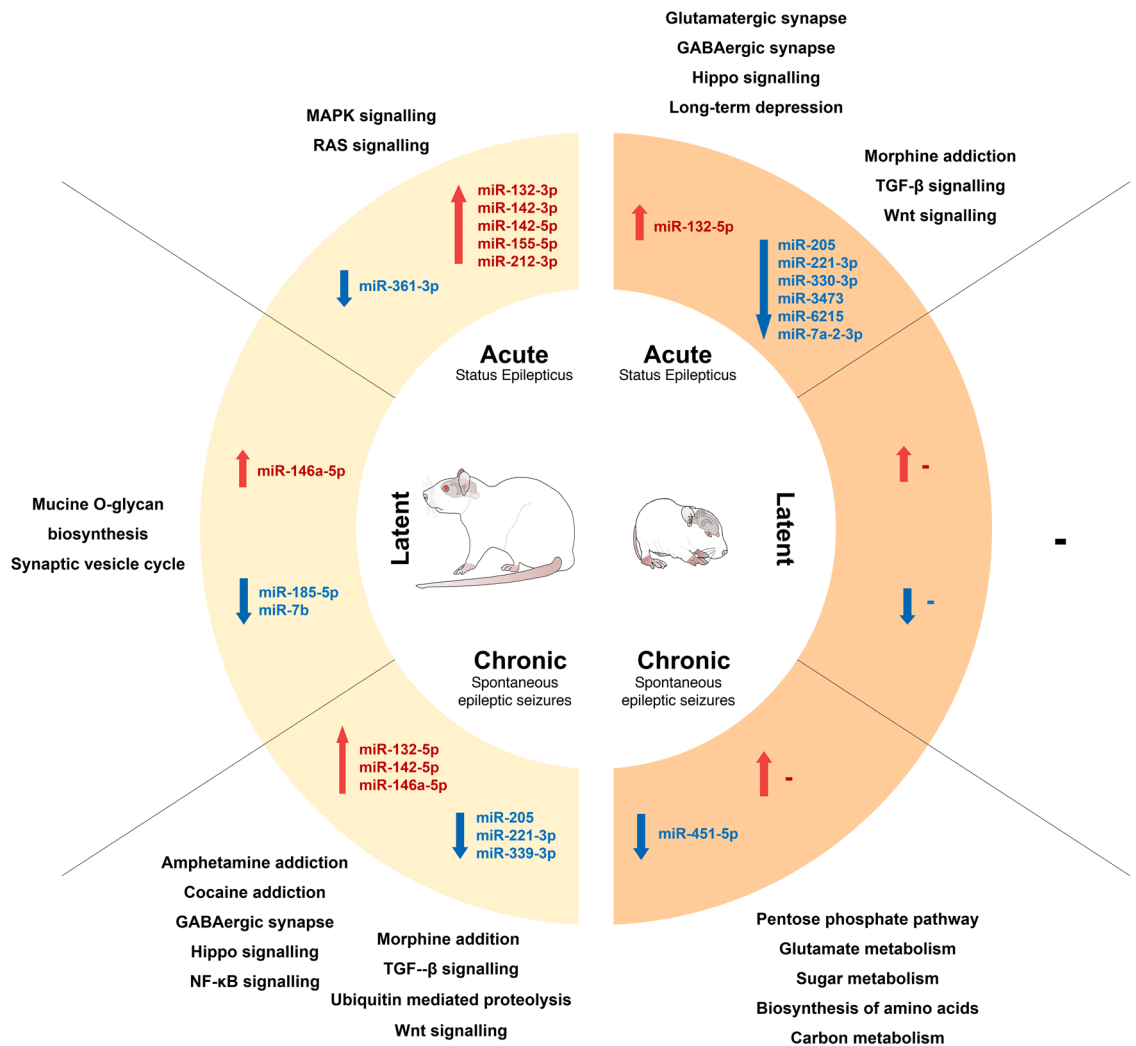 Glutamatergic synapse
GABAergic synapse
Hippo signalling
Long-term depression
MAPK signalling
RAS signalling
Morphine addiction
TGF-β signalling
Wnt signalling
miR-132-3p
miR-142-3p
miR-142-5p
miR-155-5p
miR-212-3p
miR-361-3p
miR-132-5p
miR-205
miR-221-3p
miR-330-3p
miR-3473
miR-6215
miR-7a-2-3p
Acute
Status Epilepticus
Acute
Status Epilepticus
miR-146a-5p
Mucine O-glycan
biosynthesis
Synaptic vesicle cycle
miR-185-5p
miR-7b
Latent
Latent
-
-
-
Chronic
Spontaneous
epileptic seizures
Chronic
Spontaneous
epileptic seizures
miR-132-5p
miR-142-5p
miR-146a-5p
miR-205
miR-221-3p
miR-339-3p
-
miR-451-5p
Amphetamine addiction
Cocaine addiction
GABAergic synapse
Hippo signalling
NF-κB signalling
Morphine addition
TGF--β signalling
Ubiquitin mediated proteolysis
Wnt signalling
Pentose phosphate pathway
Glutamate metabolism
Sugar metabolism
Biosynthesis of amino acids
Carbon metabolism